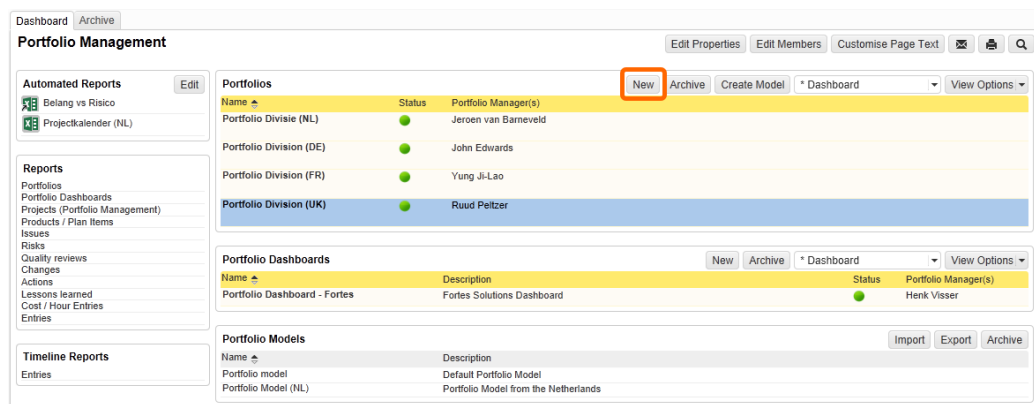 Dashboard Archive
Portfolio Management
Edit Properties Edit Members Customise Page Text
Automated Reports Edit
Belang vs Risico
Projectkalender (NL)
Reports
Portfolios
Portfolio Dashboards
Projects (Portfolio Management)
Products / Plan Items
Issues
Risks
Quality reviews
Changes
Actions
Lessons learned
Cost / Hour Entries
Entries
Timeline Reports
Entries
Portfolios New Archive Create Model * Dashboard View Options
Name Status Portfolio Manager(s)
Portfolio Divisie (NL) Jeroen van Barneveld
Portfolio Division (DE) John Edwards
Portfolio Division (FR) Yung Ji-Lao
Portfolio Division (UK) Ruud Peltzer
Portfolio Dashboards New Archive * Dashboard View Options
Name Description Status Portfolio Manager(s)
Portfolio Dashboard - Fortes Fortes Solutions Dashboard Henk Visser
Portfolio Models Import Export Archive
Name Description
Portfolio model Default Portfolio Model
Portfolio Model (NL) Portfolio Model from the Netherlands